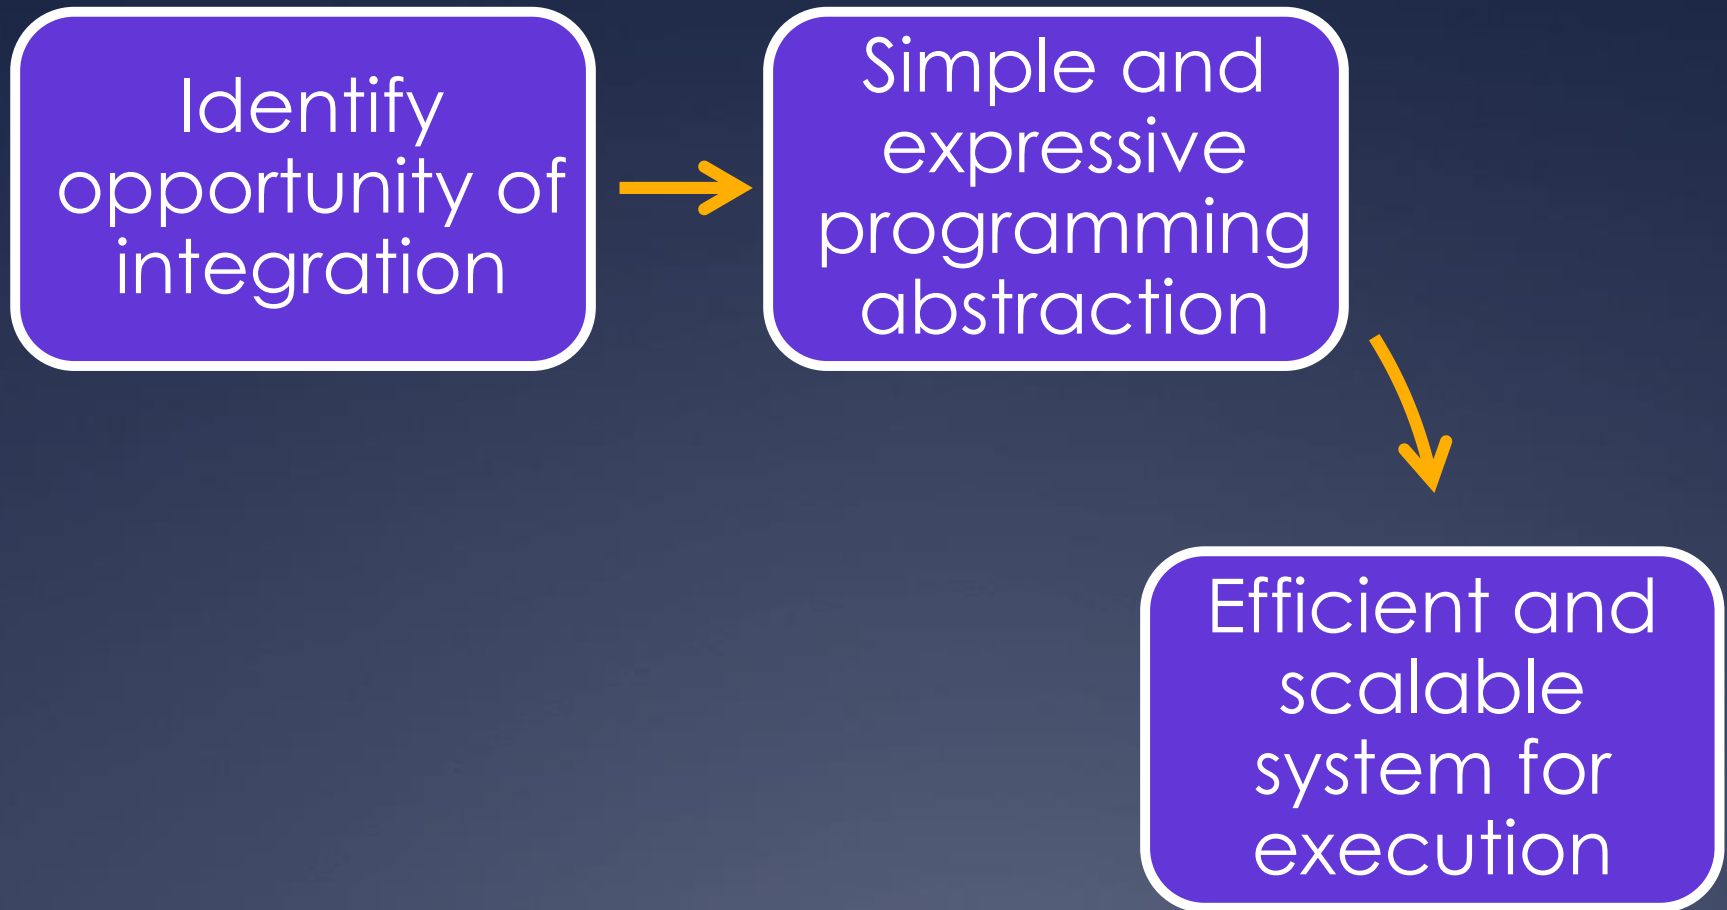 Identify
opportunity of
integration
Simple and
expressive
programming
abstraction
Efficient and
scalable
system for
execution